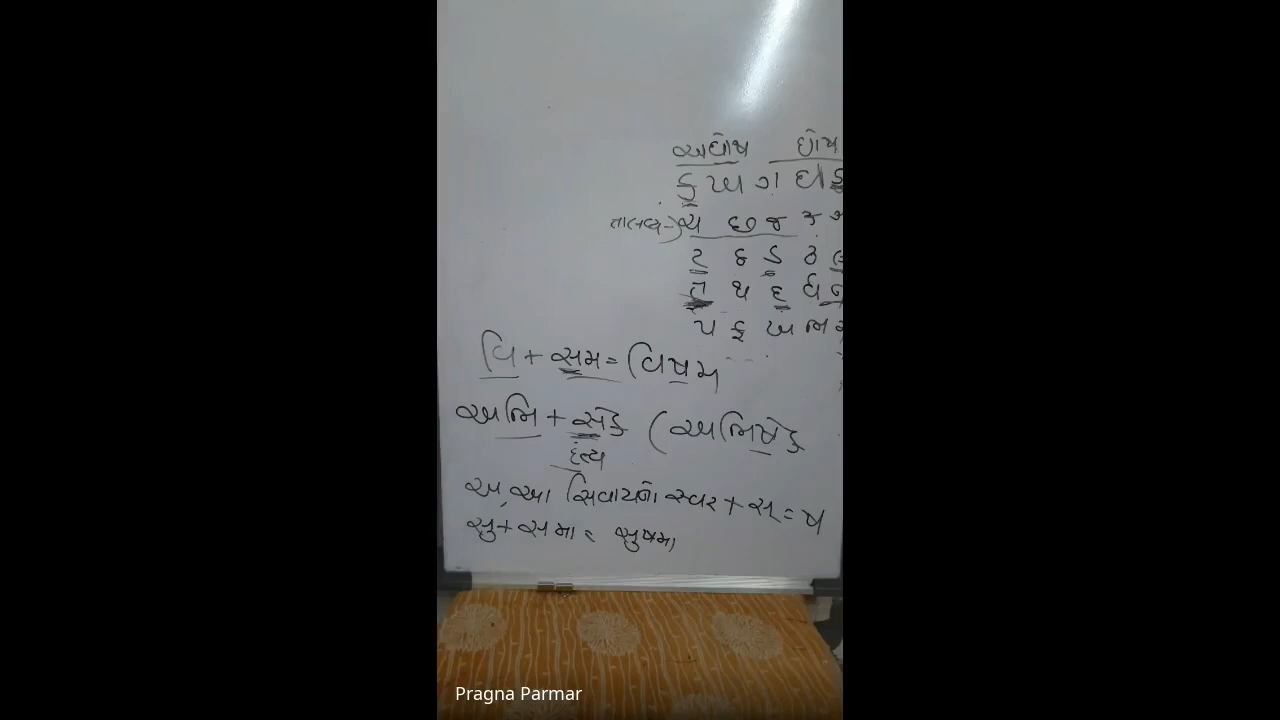 અઘોષ ઘોષ
ક ખ ગ ઘ ઙ
તાલવ્ય → ચ છ જ ઝ ઞ
ટ ઠ ડ ઢ ણ
ત થ દ ધ ન
પ ફ બ ભ મ
વિ + સમ = વિષમ
અભિ + સેક (અભિષેક
દંત્ય
અ, આ સિવાયનો સ્વર + સ્ = ષ
સુ + સમા = સુષમા
Pragna Parmar